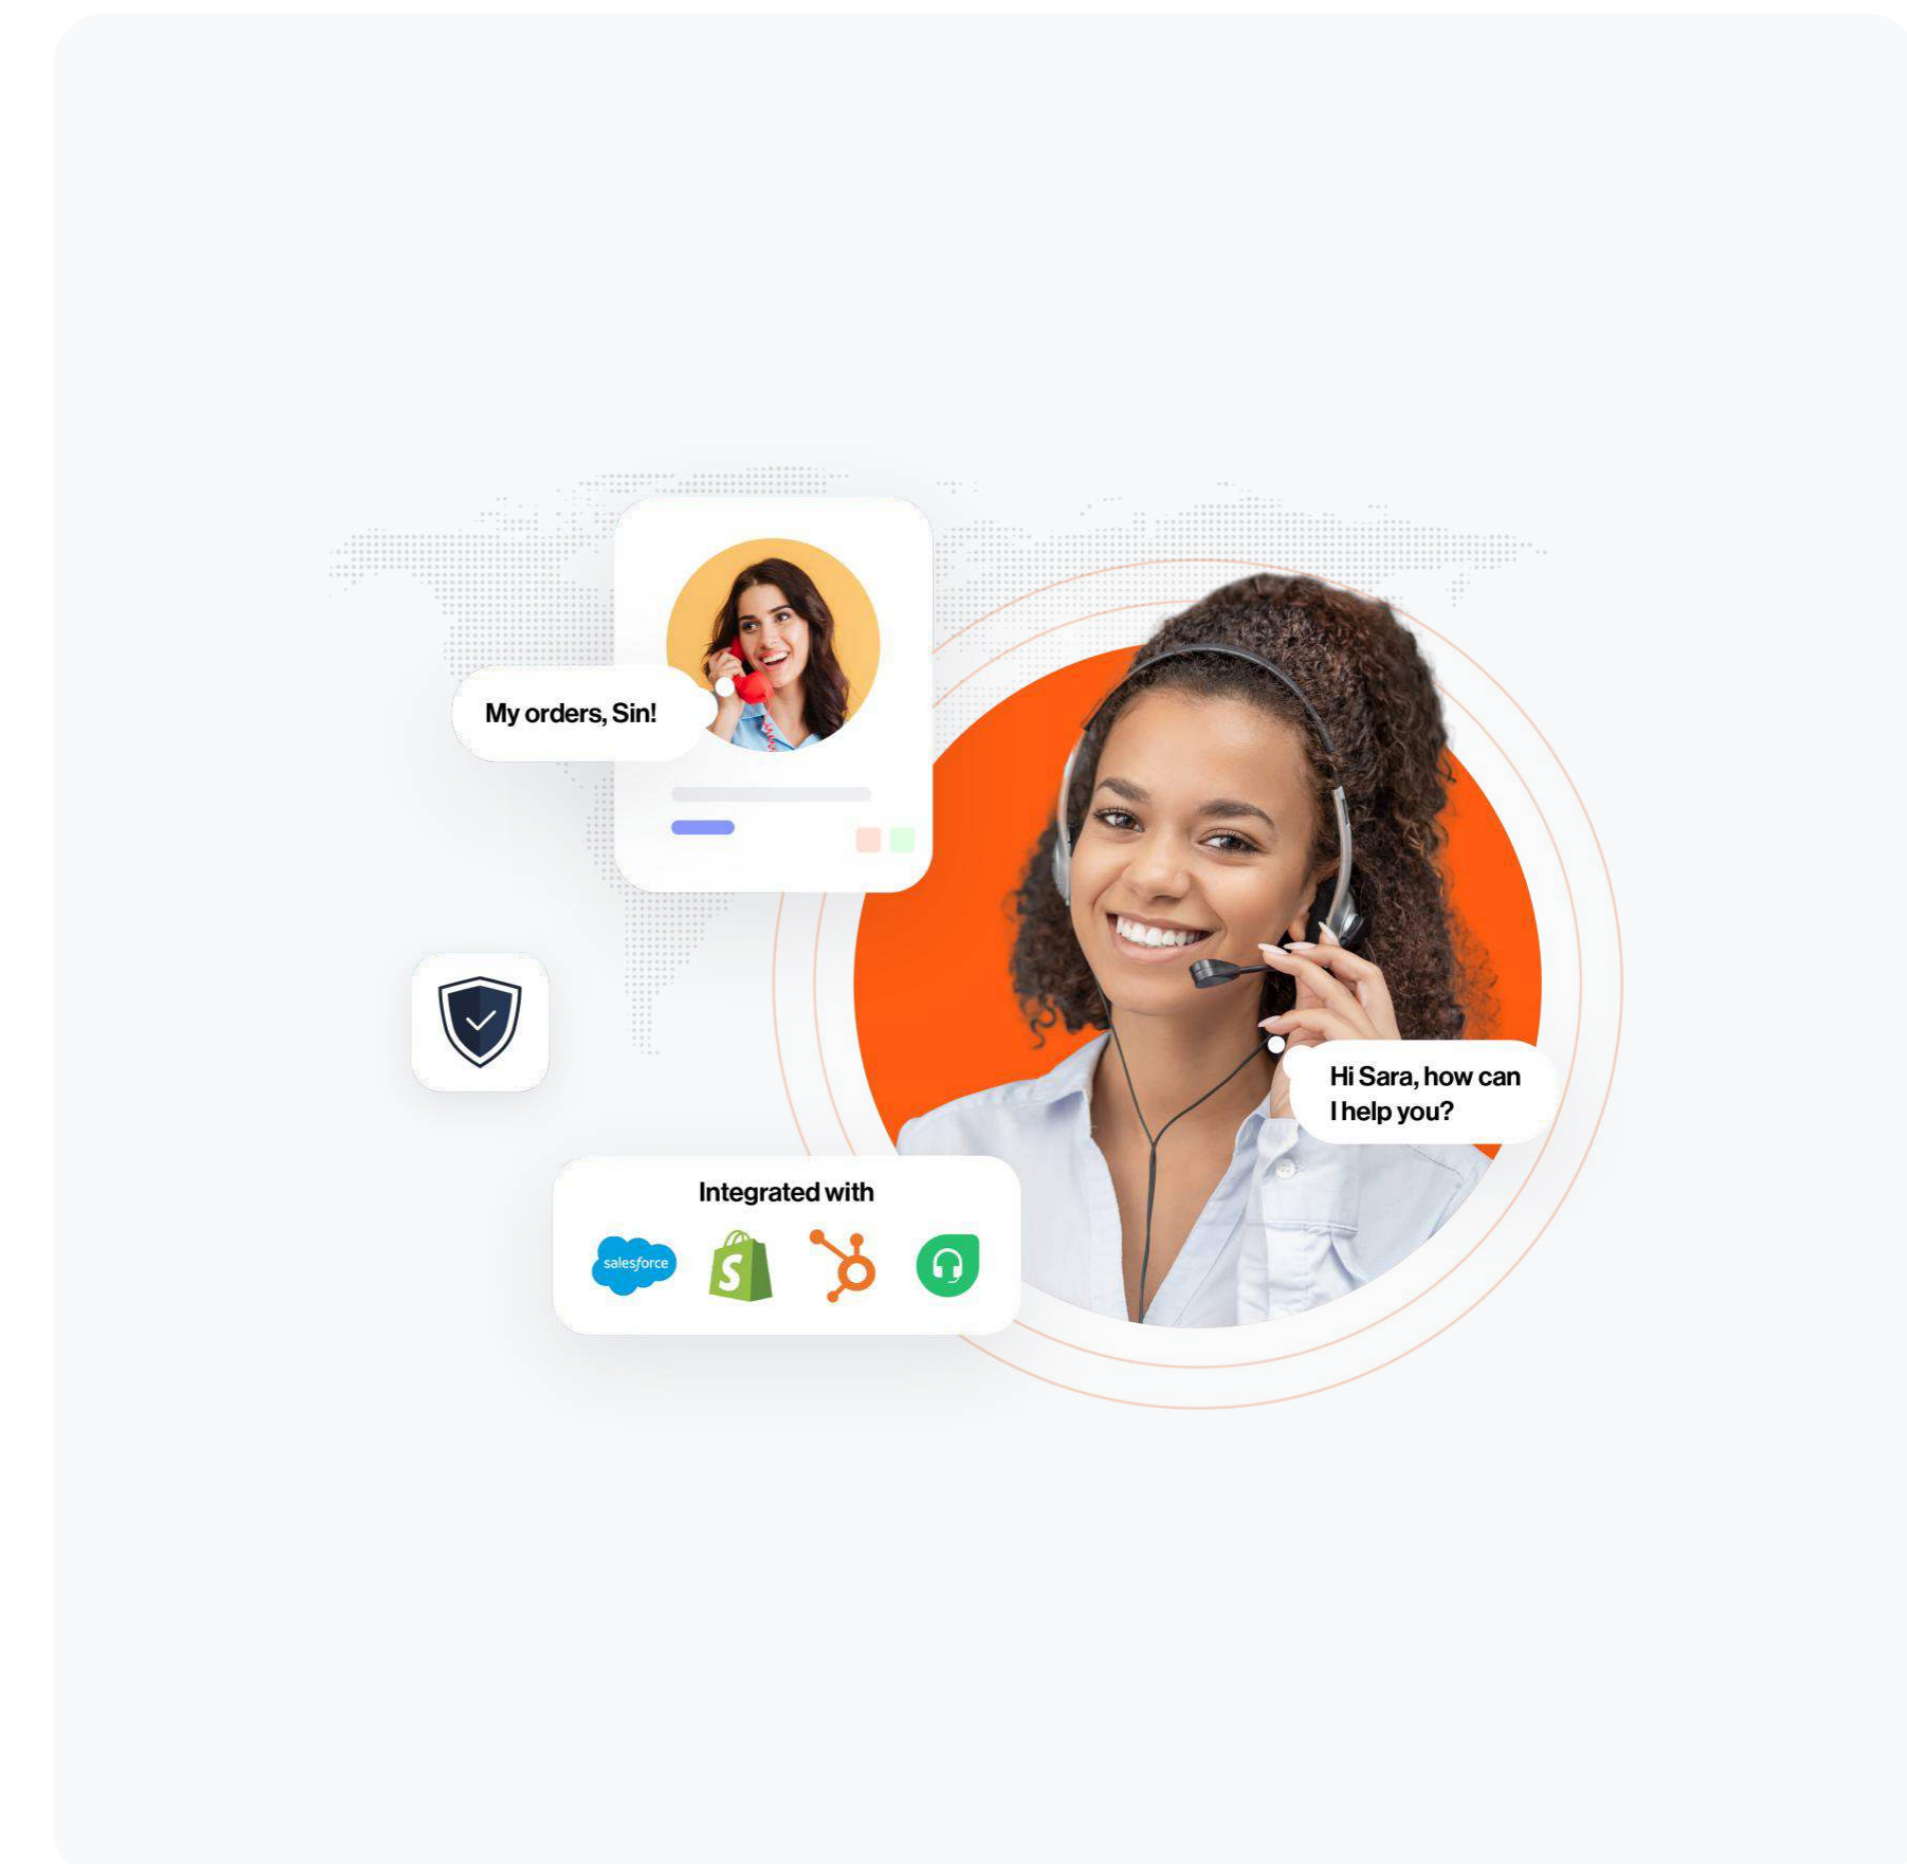 My orders, Sin!
Hi Sara, how can
I help you?
Integrated with
salesforce
S